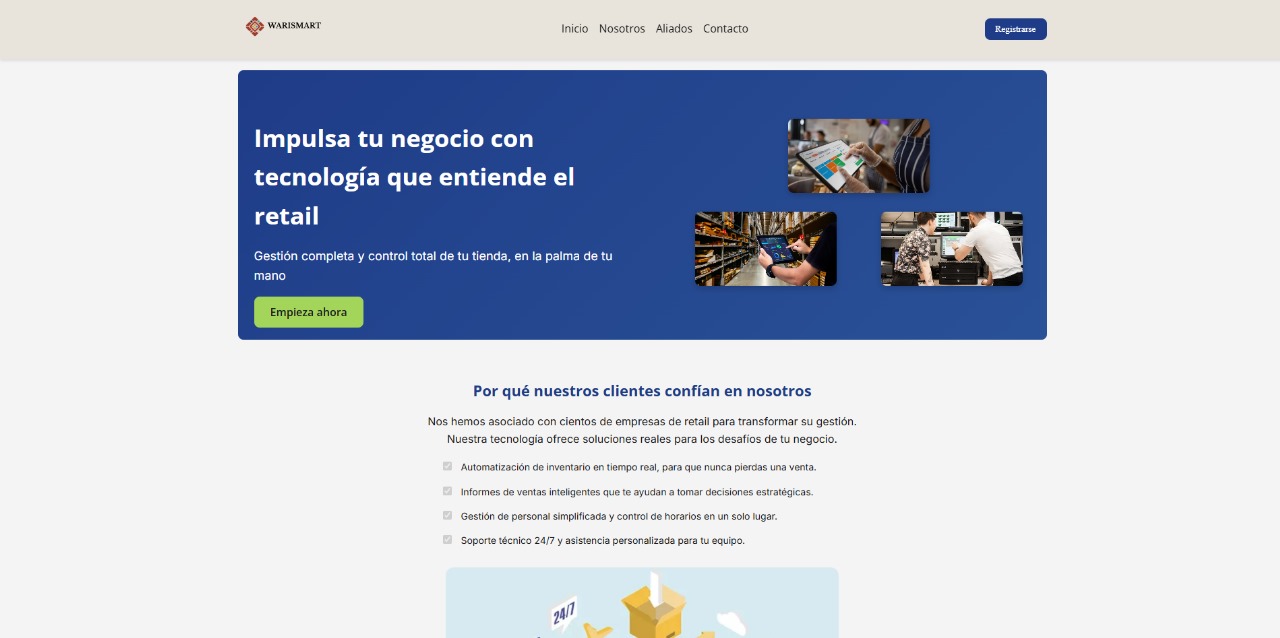 WARISMART
Inicio Nosotros Aliados Contacto
Registrarse
Impulsa tu negocio con
tecnología que entiende el
retail
Gestión completa y control total de tu tienda, en la palma de tu
mano
Empieza ahora
Por qué nuestros clientes confían en nosotros
Nos hemos asociado con cientos de empresas de retail para transformar su gestión.
Nuestra tecnología ofrece soluciones reales para los desafíos de tu negocio.
Automatización de inventario en tiempo real, para que nunca pierdas una venta.
Informes de ventas inteligentes que te ayudan a tomar decisiones estratégicas.
Gestión de personal simplificada y control de horarios en un solo lugar.
Soporte técnico 24/7 y asistencia personalizada para tu equipo.
24/7